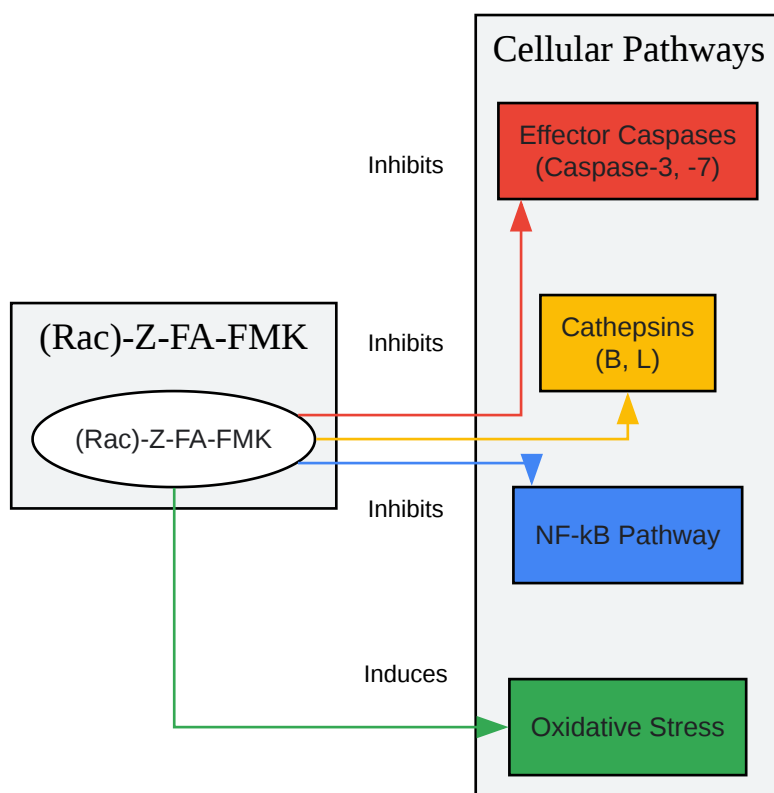 Cellular Pathways
Effector Caspases
(Caspase-3, -7)
Inhibits
(Rac)-Z-FA-FMK
Inhibits
Cathepsins
(B, L)
(Rac)-Z-FA-FMK
Inhibits
NF-kB Pathway
Induces
Oxidative Stress